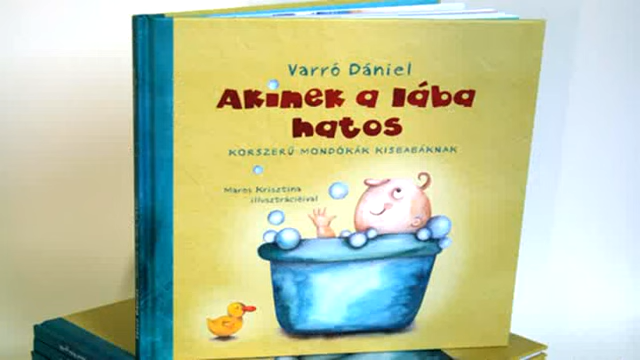 Varró Dániel
Akinek a lába
hatos
KORSZERŰ MONDÓKÁK KISBABÁKNAK
Maros Krisztina
illusztrációival